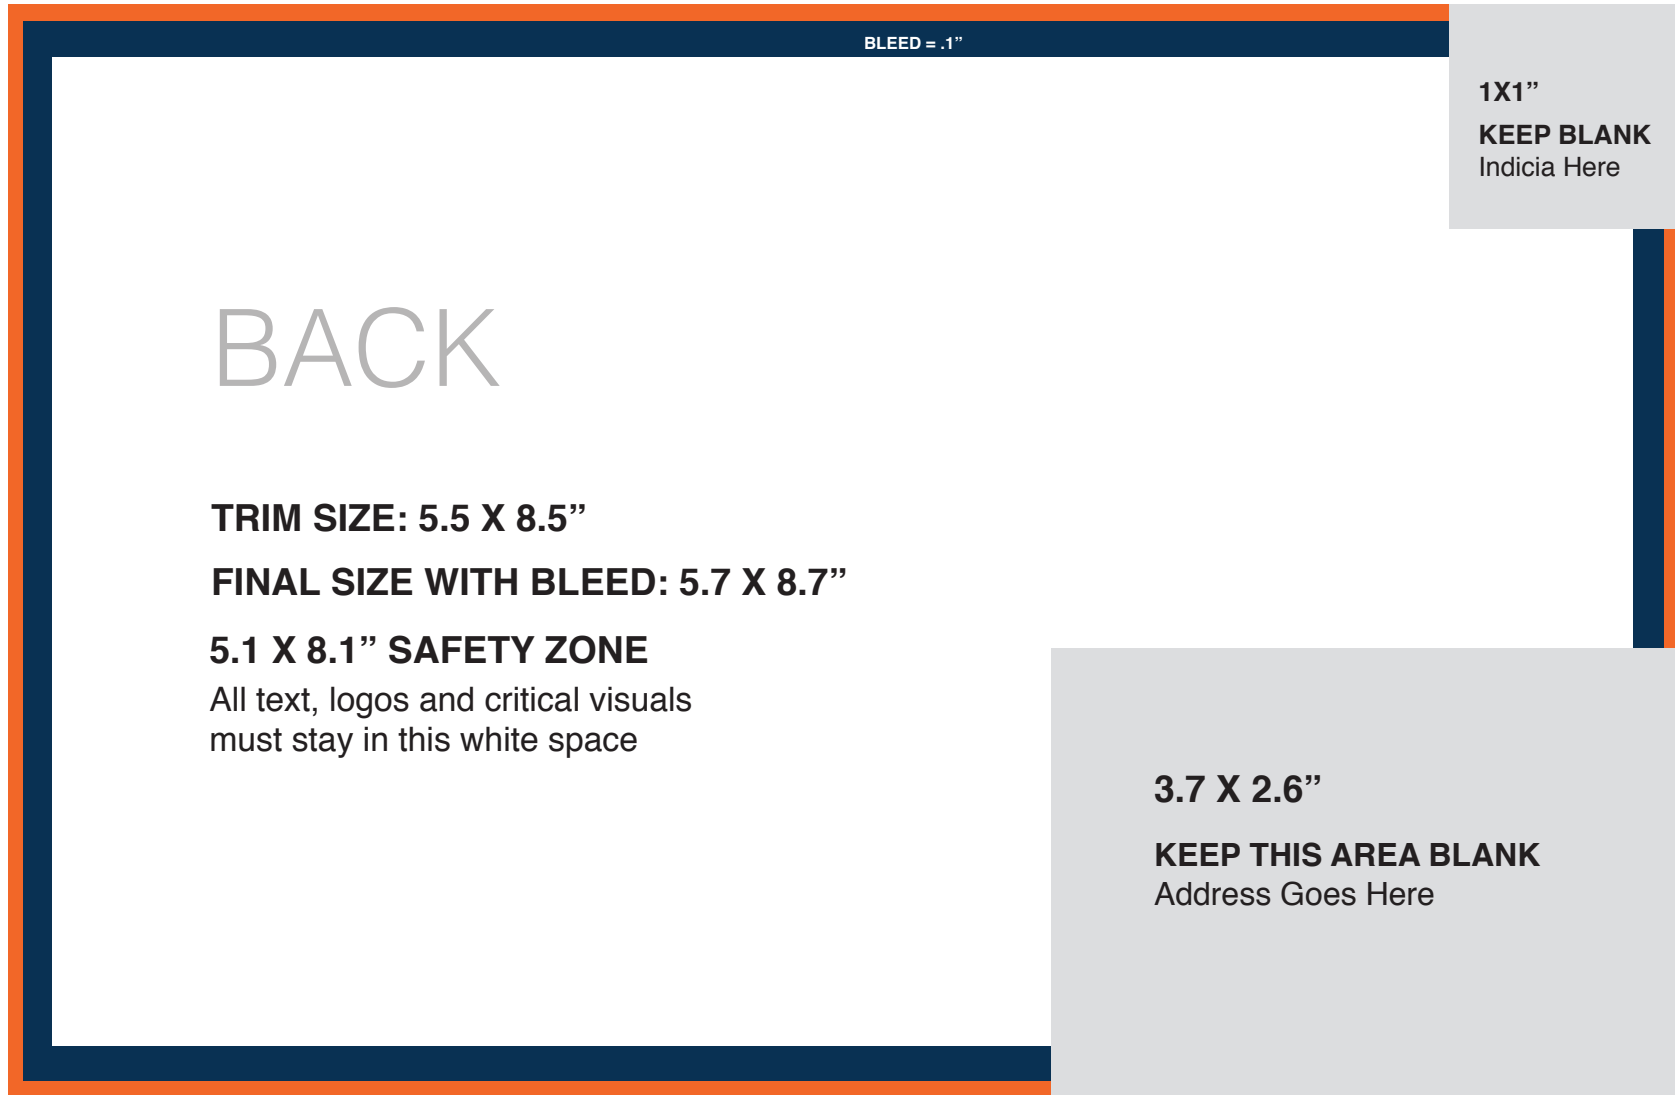 BLEED = .1”
1X1”
KEEP BLANK
Indicia Here
BACK
TRIM SIZE: 5.5 X 8.5”
FINAL SIZE WITH BLEED: 5.7 X 8.7”
5.1 X 8.1” SAFETY ZONE
All text, logos and critical visuals
must stay in this white space
3.7 X 2.6”
KEEP THIS AREA BLANK
Address Goes Here